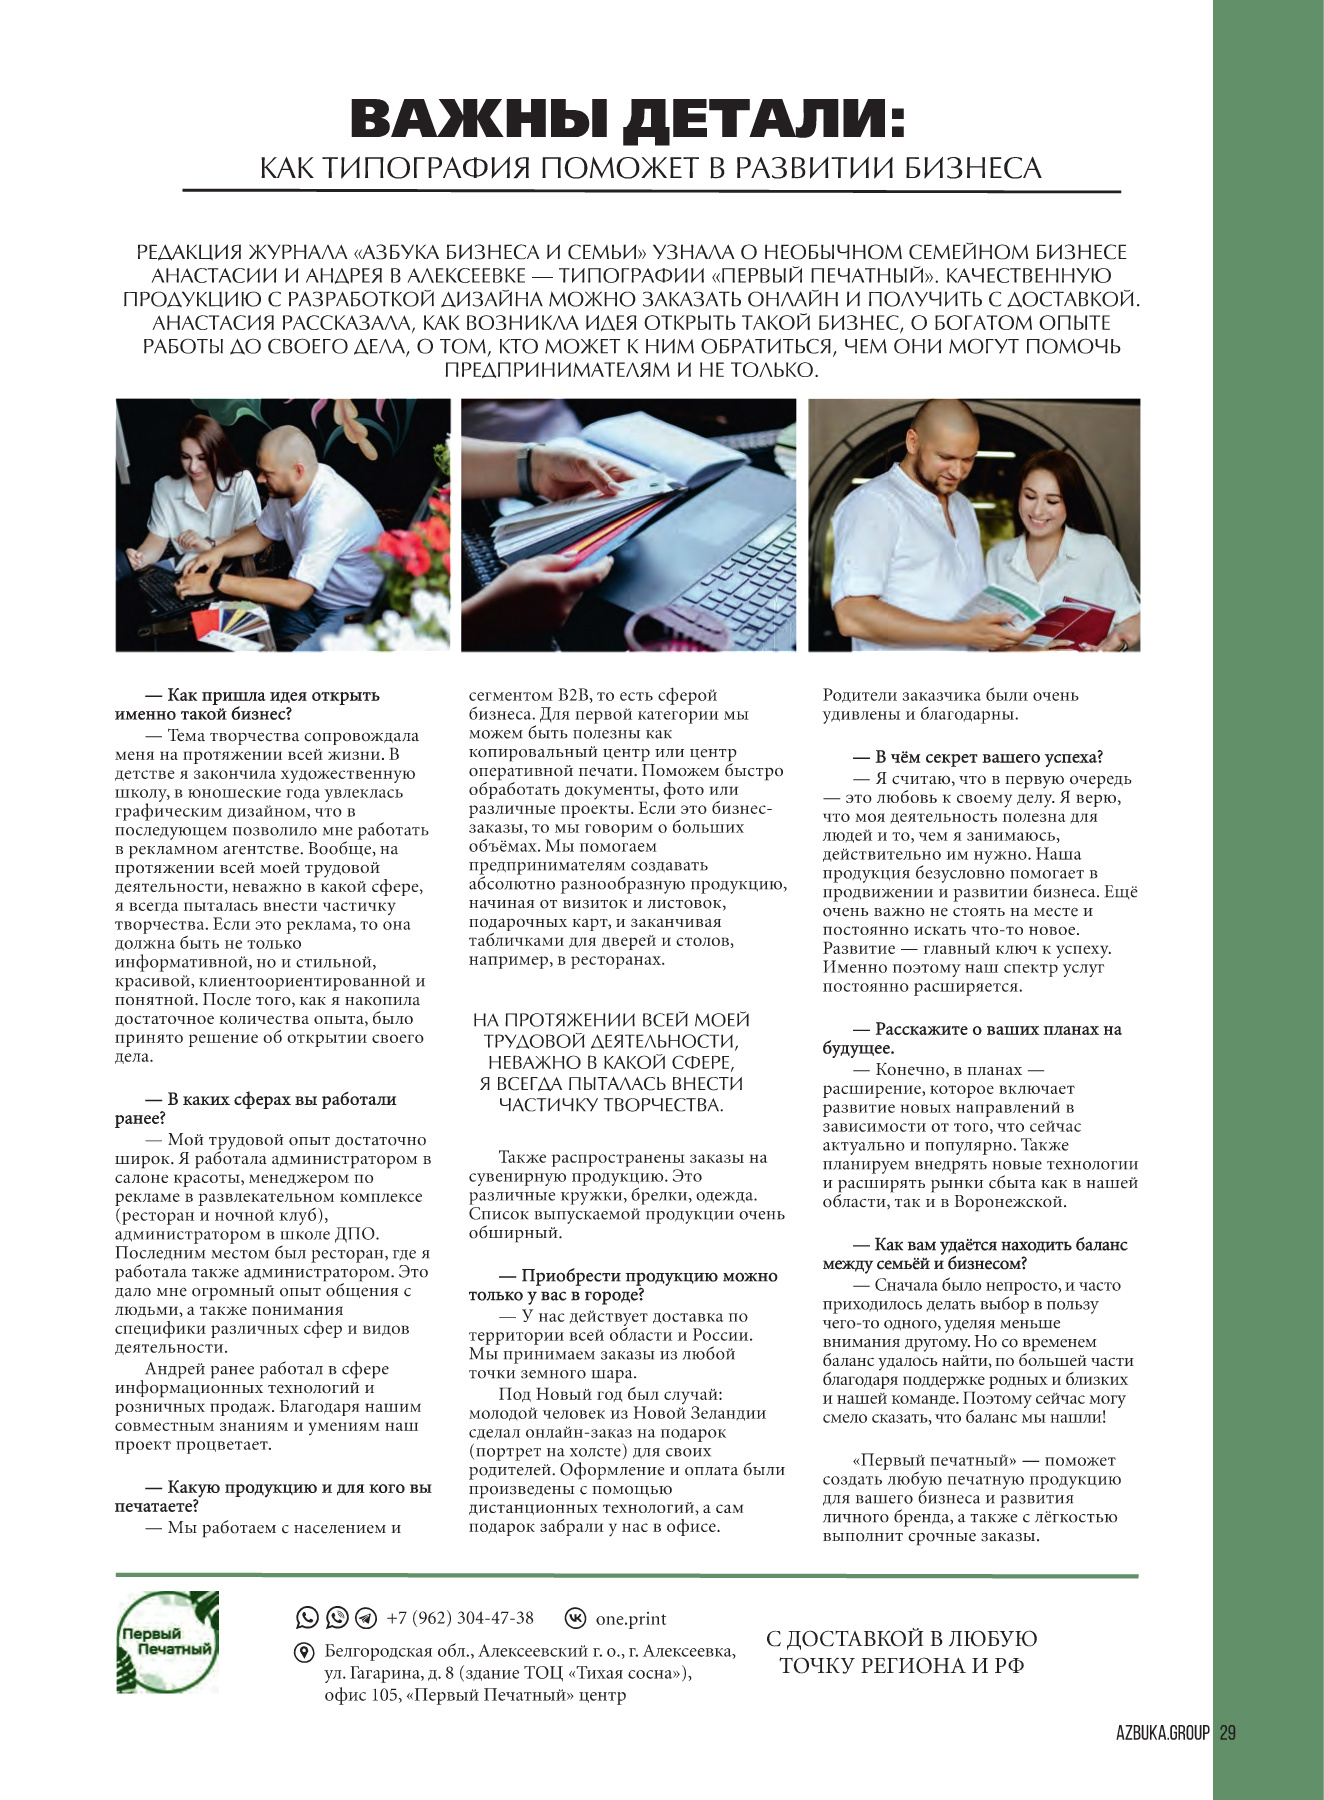 ВАЖНЫ ДЕТАЛИ:
КАК ТИПОГРАФИЯ ПОМОЖЕТ В РАЗВИТИИ БИЗНЕСА
РЕДАКЦИЯ ЖУРНАЛА «АЗБУКА БИЗНЕСА И СЕМЬИ» УЗНАЛА О НЕОБЫЧНОМ СЕМЕЙНОМ БИЗНЕСЕ
АНАСТАСИИ И АНДРЕЯ В АЛЕКСЕЕВКЕ — ТИПОГРАФИИ «ПЕРВЫЙ ПЕЧАТНЫЙ». КАЧЕСТВЕННУЮ
ПРОДУКЦИЮ С РАЗРАБОТКОЙ ДИЗАЙНА МОЖНО ЗАКАЗАТЬ ОНЛАЙН И ПОЛУЧИТЬ С ДОСТАВКОЙ.
АНАСТАСИЯ РАССКАЗАЛА, КАК ВОЗНИКЛА ИДЕЯ ОТКРЫТЬ ТАКОЙ БИЗНЕС, О БОГАТОМ ОПЫТЕ
РАБОТЫ ДО СВОЕГО ДЕЛА, О ТОМ, КТО МОЖЕТ К НИМ ОБРАТИТЬСЯ, ЧЕМ ОНИ МОГУТ ПОМОЧЬ
ПРЕДПРИНИМАТЕЛЯМ И НЕ ТОЛЬКО.
— Как пришла идея открыть
именно такой бизнес?
— Тема творчества сопровождала
меня на протяжении всей жизни. В
детстве я закончила художественную
школу, в юношеские года увлеклась
графическим дизайном, что в
последующем позволило мне работать
в рекламном агентстве. Вообще, на
протяжении всей моей трудовой
деятельности, неважно в какой сфере,
я всегда пыталась внести частичку
творчества. Если это реклама, то она
должна быть не только
информативной, но и стильной,
красивой, клиентоориентированной и
понятной. После того, как я накопила
достаточное количества опыта, было
принято решение об открытии своего
дела.
— В каких сферах вы работали
ранее?
— Мой трудовой опыт достаточно
широк. Я работала администратором в
салоне красоты, менеджером по
рекламе в развлекательном комплексе
(ресторан и ночной клуб),
администратором в школе ДПО.
Последним местом был ресторан, где я
работала также администратором. Это
дало мне огромный опыт общения с
людьми, а также понимания
специфики различных сфер и видов
деятельности.
Андрей ранее работал в сфере
информационных технологий и
розничных продаж. Благодаря нашим
совместным знаниям и умениям наш
проект процветает.
— Какую продукцию и для кого вы
печатаете?
— Мы работаем с населением и
сегментом B2B, то есть сферой
бизнеса. Для первой категории мы
можем быть полезны как
копировальный центр или центр
оперативной печати. Поможем быстро
обработать документы, фото или
различные проекты. Если это бизнес-
заказы, то мы говорим о больших
объёмах. Мы помогаем
предпринимателям создавать
абсолютно разнообразную продукцию,
начиная от визиток и листовок,
подарочных карт, и заканчивая
табличками для дверей и столов,
например, в ресторанах.
НА ПРОТЯЖЕНИИ ВСЕЙ МОЕЙ
ТРУДОВОЙ ДЕЯТЕЛЬНОСТИ,
НЕВАЖНО В КАКОЙ СФЕРЕ,
Я ВСЕГДА ПЫТАЛАСЬ ВНЕСТИ
ЧАСТИЧКУ ТВОРЧЕСТВА.
Также распространены заказы на
сувенирную продукцию. Это
различные кружки, брелки, одежда.
Список выпускаемой продукции очень
обширный.
— Приобрести продукцию можно
только у вас в городе?
— У нас действует доставка по
территории всей области и России.
Мы принимаем заказы из любой
точки земного шара.
Под Новый год был случай:
молодой человек из Новой Зеландии
сделал онлайн-заказ на подарок
(портрет на холсте) для своих
родителей. Оформление и оплата были
произведены с помощью
дистанционных технологий, а сам
подарок забрали у нас в офисе.
Родители заказчика были очень
удивлены и благодарны.
— В чём секрет вашего успеха?
— Я считаю, что в первую очередь
— это любовь к своему делу. Я верю,
что моя деятельность полезна для
людей и то, чем я занимаюсь,
действительно им нужно. Наша
продукция безусловно помогает в
продвижении и развитии бизнеса. Ещё
очень важно не стоять на месте и
постоянно искать что-то новое.
Развитие — главный ключ к успеху.
Именно поэтому наш спектр услуг
постоянно расширяется.
— Расскажите о ваших планах на
будущее.
— Конечно, в планах —
расширение, которое включает
развитие новых направлений в
зависимости от того, что сейчас
актуально и популярно. Также
планируем внедрять новые технологии
и расширять рынки сбыта как в нашей
области, так и в Воронежской.
— Как вам удаётся находить баланс
между семьёй и бизнесом?
— Сначала было непросто, и часто
приходилось делать выбор в пользу
чего-то одного, уделяя меньше
внимания другому. Но со временем
баланс удалось найти, по большей части
благодаря поддержке родных и близких
и нашей команде. Поэтому сейчас могу
смело сказать, что баланс мы нашли!
«Первый печатный» — поможет
создать любую печатную продукцию
для вашего бизнеса и развития
личного бренда, а также с лёгкостью
выполнит срочные заказы.
Первый
Печатный
+7 (962) 304-47-38 one.print
Белгородская обл., Алексеевский г. о., г. Алексеевка,
ул. Гагарина, д. 8 (здание ТОЦ «Тихая сосна»),
офис 105, «Первый Печатный» центр
С ДОСТАВКОЙ В ЛЮБУЮ
ТОЧКУ РЕГИОНА И РФ
AZBUKA.GROUP 29